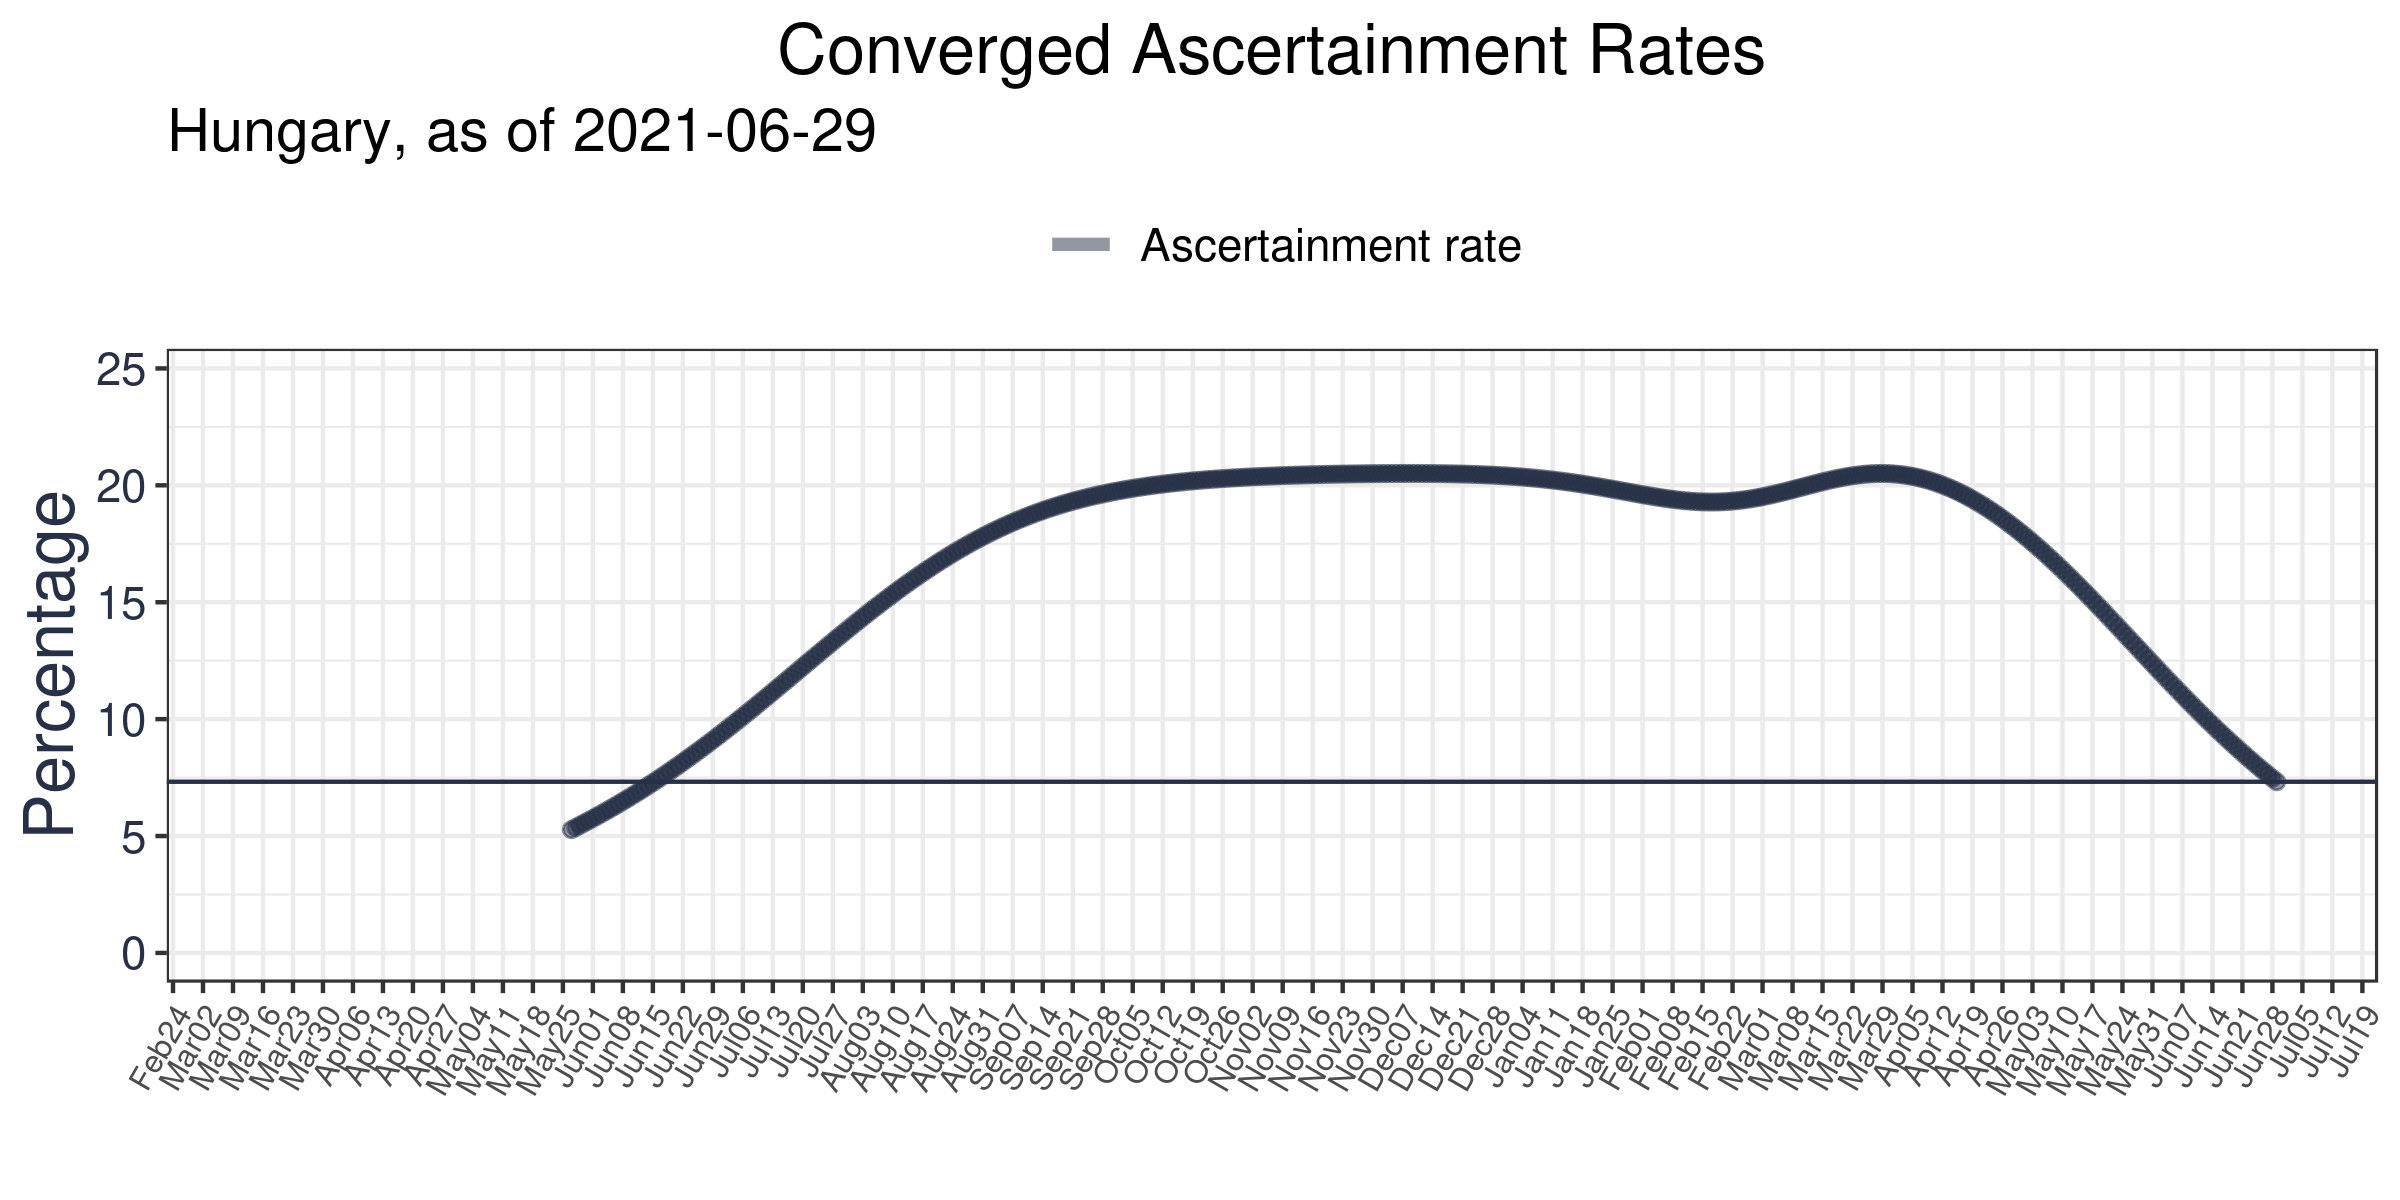 Converged Ascertainment Rates
Hungary, as of 2021-06-29
Ascertainment rate
Percentage
25
20
15
10
5
0
Feb24 Mar02 Mar09 Mar16 Mar23 Mar30 Apr06 Apr13 Apr20 Apr27 May04 May11 May18 May25 Jun01 Jun08 Jun15 Jun22 Jun29 Jul06 Jul13 Jul20 Jul27 Aug03 Aug10 Aug17 Aug24 Aug31 Sep07 Sep14 Sep21 Sep28 Oct05 Oct12 Oct19 Oct26 Nov02 Nov09 Nov16 Nov23 Nov30 Dec07 Dec14 Dec21 Dec28 Jan04 Jan11 Jan18 Jan25 Feb01 Feb08 Feb15 Feb22 Mar01 Mar08 Mar15 Mar22 Mar29 Apr05 Apr12 Apr19 Apr26 May03 May10 May17 May24 May31 Jun07 Jun14 Jun21 Jun28 Jul05 Jul12 Jul19